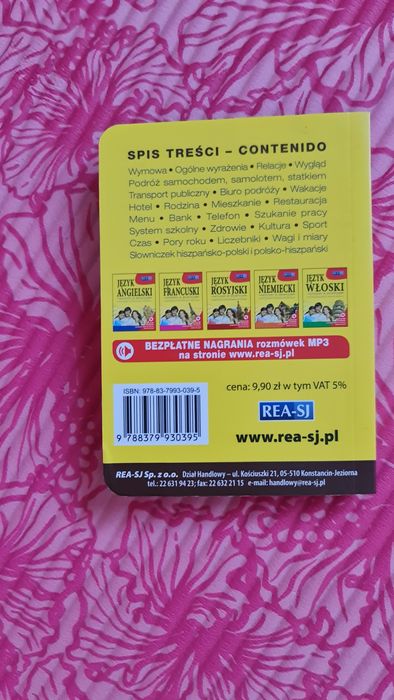 SPIS TREŚCI – CONTENIDO
Wymowa • Ogólne wyrażenia • Relacje • Wygląd
Podróż samochodem, samolotem, statkiem
Transport publiczny • Biuro podróży • Wakacje
Hotel • Rodzina • Mieszkanie • Restauracja
Menu • Bank • Telefon • Szukanie pracy
System szkolny • Zdrowie • Kultura • Sport
Czas • Pory roku • Liczebniki • Wagi i miary
Słowniczek hiszpańsko-polski i polsko-hiszpański
JĘZYK ANGIELSKI
JĘZYK FRANCUSKI
JĘZYK ROSYJSKI
JĘZYK NIEMIECKI
JĘZYK WŁOSKI
BEZPŁATNE NAGRANIA rozmówek MP3
na stronie www.rea-sj.pl
ISBN: 978-83-7993-039-5
9 788379 930395
cena: 9,90 zł w tym VAT 5%
REA-SJ
www.rea-sj.pl
REA-SJ Sp. z o.o. Dział Handlowy – ul. Kościuszki 21, 05-510 Konstancin-Jeziorna
tel.: 22 631 94 23; fax: 22 632 21 15 e-mail: handlowy@rea-sj.pl